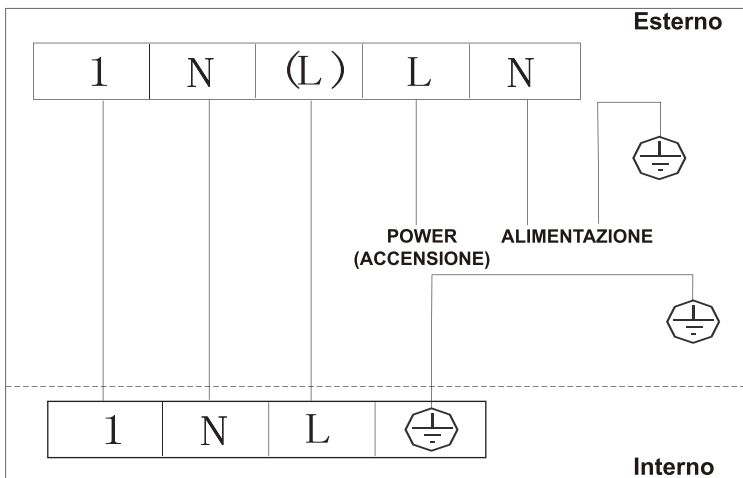 Esterno
1 N (L) L N
POWER ALIMENTAZIONE
(ACCENSIONE)
1 N L
Interno